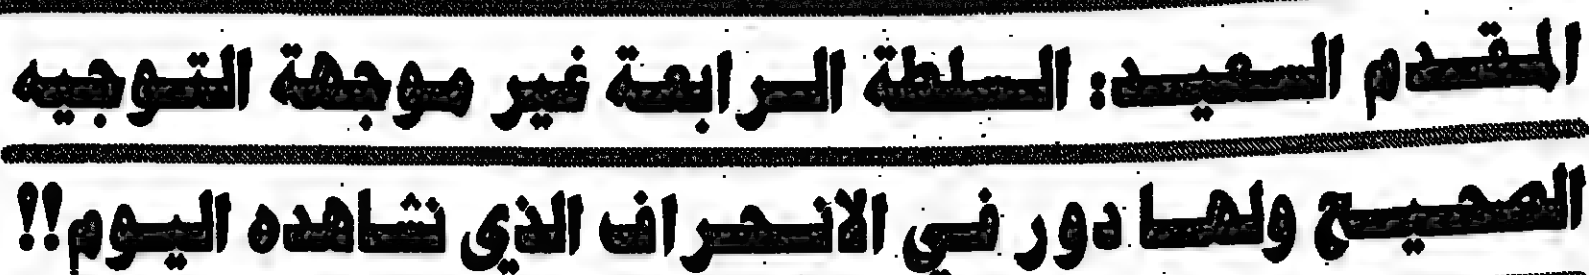 المقدم السعيد: السلطة الرابعة غير موجهة التوجيه
الصحيح ولها دور في الانحراف الذي نشاهده اليوم!!